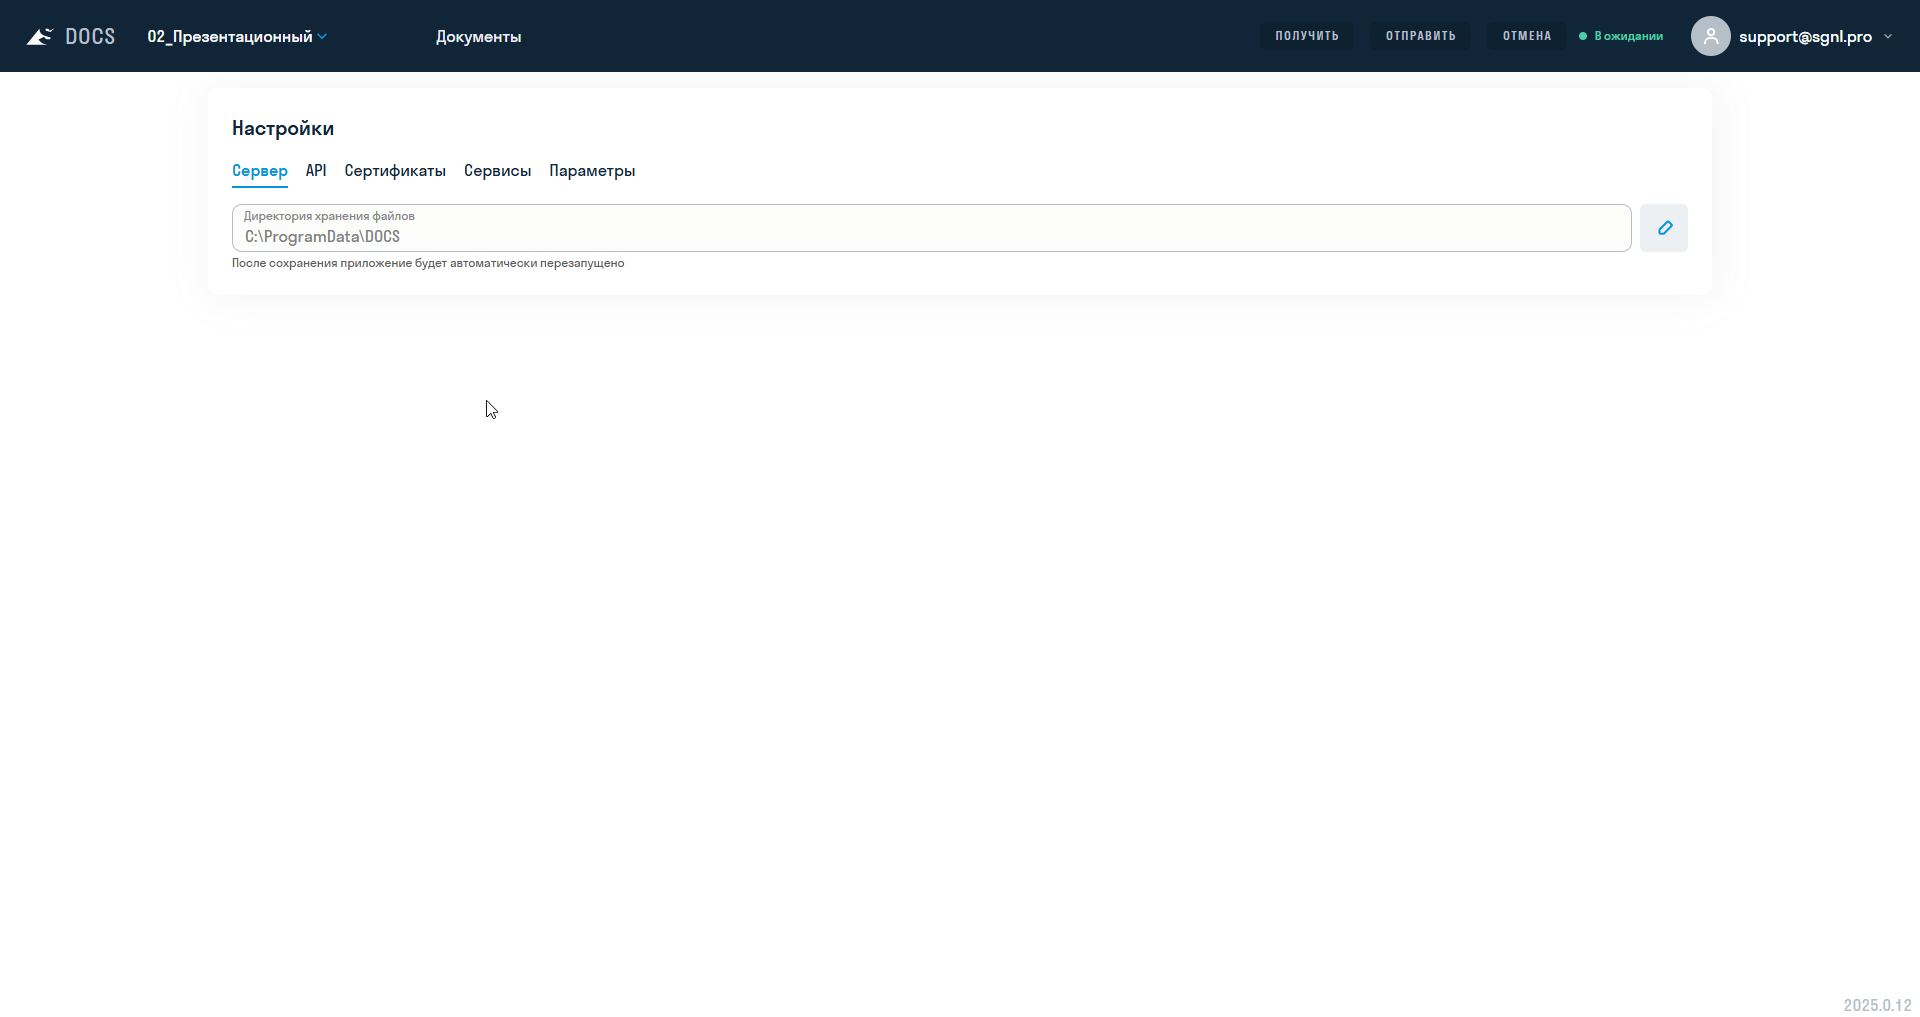 DOCS 02_Презентационный Документы ПОЛУЧИТЬ ОТПРАВИТЬ ОТМЕНА В ожидании support@sgnl.pro
Настройки
Сервер API Сертификаты Сервисы Параметры
Директория хранения файлов
C:\ProgramData\DOCS
После сохранения приложение будет автоматически перезапущено
2025.0.12